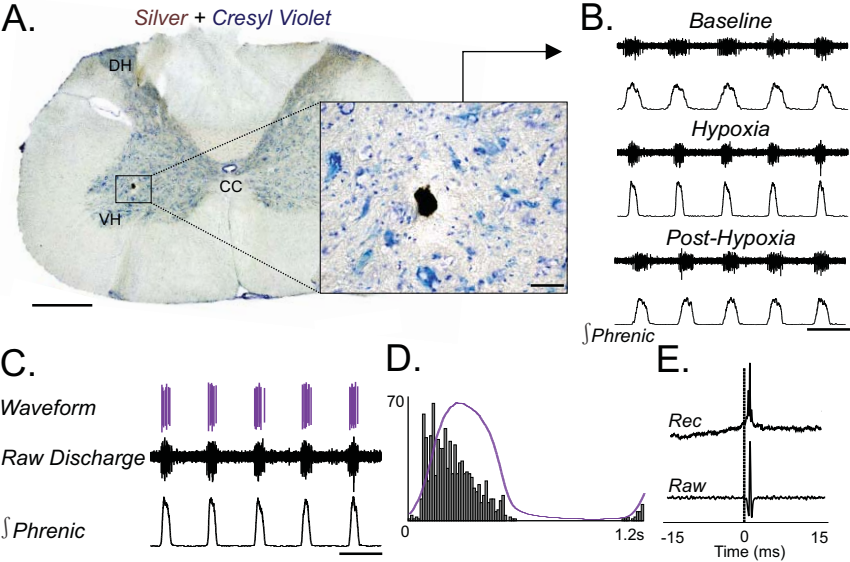 A.
Silver + Cresyl Violet
DH
CC
VH
B.
Baseline
Hypoxia
Post-Hypoxia
∫Phrenic
C.
Waveform
Raw Discharge
∫Phrenic
D.
70
0
1.2s
E.
Rec
Raw
-15 0 15
Time (ms)